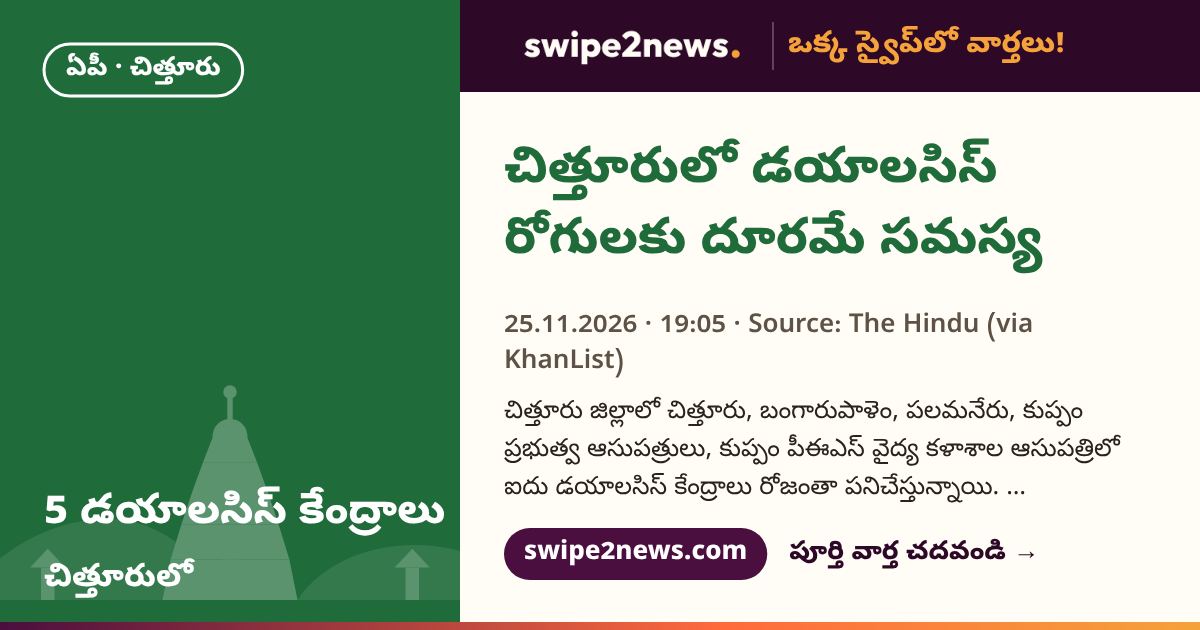 ఏపీ · చిత్తూరు
5 డయాలసిస్ కేంద్రాలు
చిత్తూరులో
swipe2news.
ఒక్క స్వైప్‌లో వార్తలు!
చిత్తూరులో డయాలసిస్
రోగులకు దూరమే సమస్య
25.11.2026 · 19:05 · Source: The Hindu (via
KhanList)
చిత్తూరు జిల్లాలో చిత్తూరు, బంగారుపాళెం, పలమనేరు, కుప్పం
ప్రభుత్వ ఆసుపత్రులు, కుప్పం పీఈఎస్ వైద్య కళాశాల ఆసుపత్రిలో
ఐదు డయాలసిస్ కేంద్రాలు రోజంతా పనిచేస్తున్నాయి. ...
swipe2news.com
పూర్తి వార్త చదవండి →